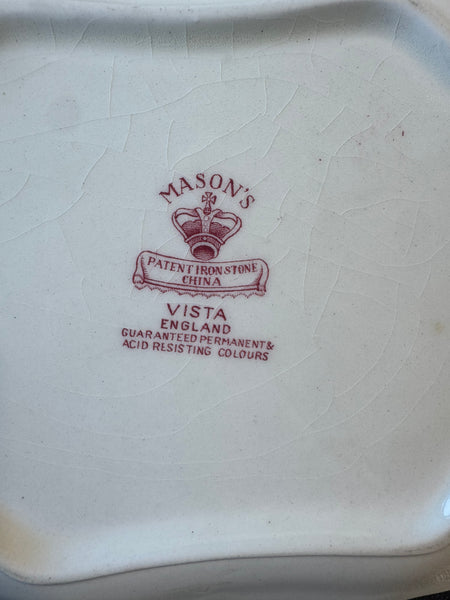 MASON'S
PATENT IRONSTONE
CHINA
VISTA
ENGLAND
GUARANTEED PERMANENT &
ACID RESISTING COLOURS